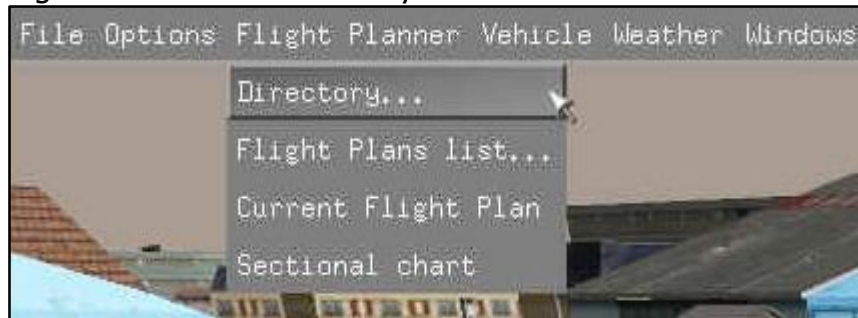 File Options Flight Planner Vehicle Weather Windows
Directory...
Flight Plans list...
Current Flight Plan
Sectional chart